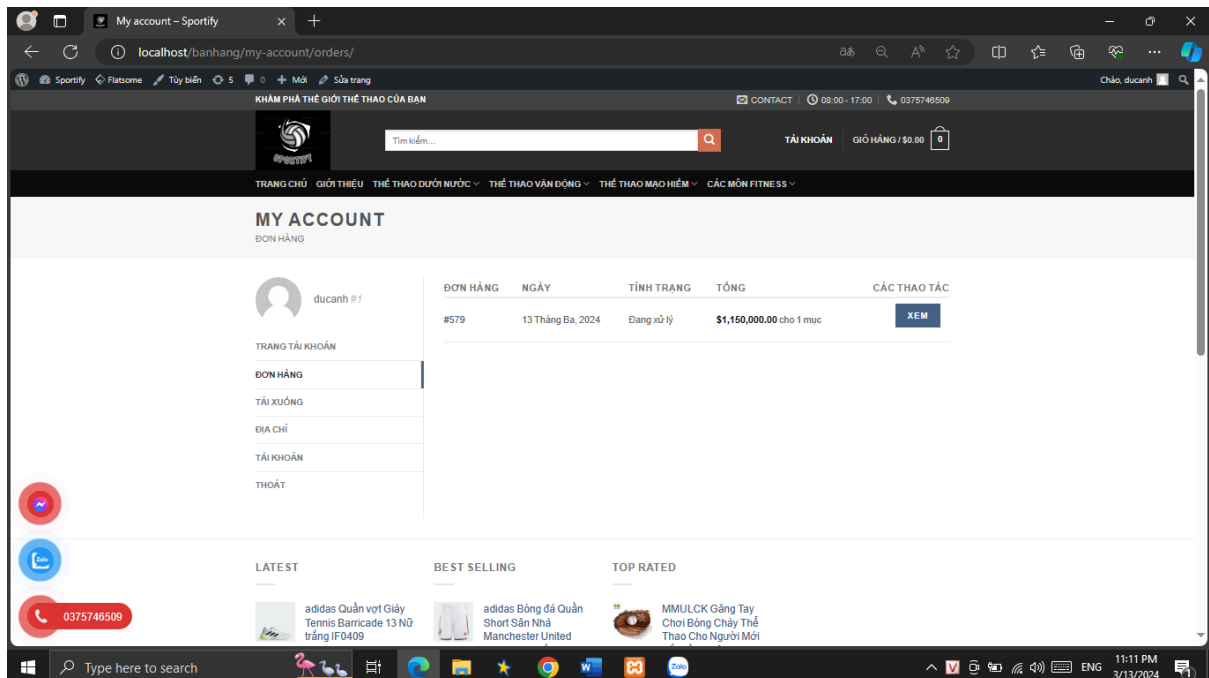 My account – Sportify
localhost/banhang/my-account/orders/
Sportify Flatsome Tùy biến 5 0 Mới Sửa trang Chào, ducanh
KHÁM PHÁ THẾ GIỚI THỂ THAO CỦA BẠN CONTACT 08:00 - 17:00 0375746509
SPORTIFY
Tìm kiếm...
TÀI KHOẢN GIỎ HÀNG / $0.00 0
TRANG CHỦ GIỚI THIỆU THỂ THAO DƯỚI NƯỚC THỂ THAO VẬN ĐỘNG THỂ THAO MẠO HIỂM CÁC MÔN FITNESS
MY ACCOUNT
ĐƠN HÀNG
ducanh #1
TRANG TÀI KHOẢN
ĐƠN HÀNG
TẢI XUỐNG
ĐỊA CHỈ
TÀI KHOẢN
THOÁT
ĐƠN HÀNG NGÀY TÌNH TRẠNG TỔNG CÁC THAO TÁC
#579 13 Tháng Ba, 2024 Đang xử lý $1,150,000.00 cho 1 mục XEM
Zalo
0375746509
LATEST
adidas Quần vợt Giày
Tennis Barricade 13 Nữ
trắng IF0409
BEST SELLING
adidas Bóng đá Quần
Short Sân Nhà
Manchester United
TOP RATED
MMULCK Găng Tay
Chơi Bóng Chày Thể
Thao Cho Người Mới
Type here to search
Zalo
ENG
11:11 PM
3/13/2024